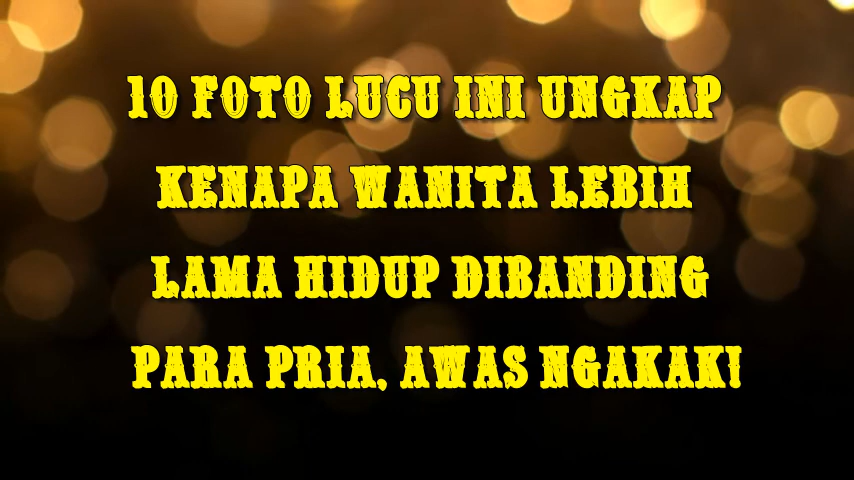 10 FOTO LUCU INI UNGKAP
KENAPA WANITA LEBIH
LAMA HIDUP DIBANDING
PARA PRIA, AWAS NGAKAK!